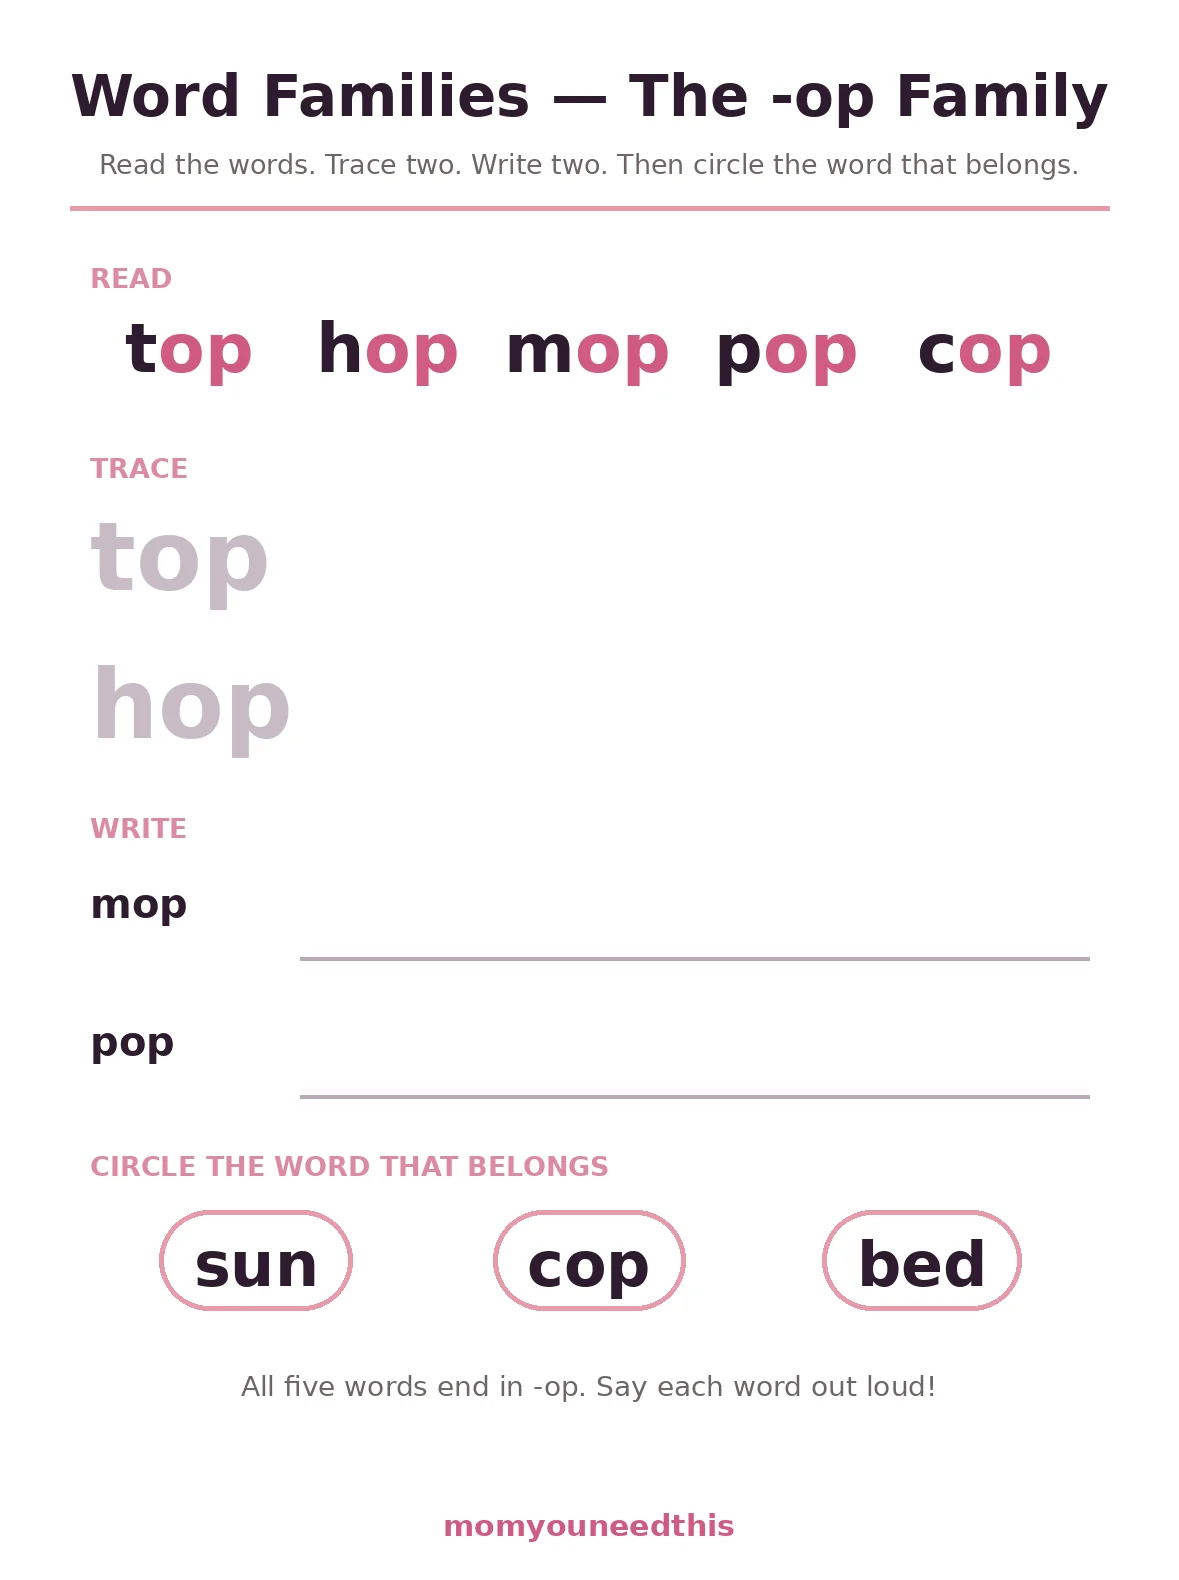 Word Families — The -op Family
Read the words. Trace two. Write two. Then circle the word that belongs.
READ
top hop mop pop cop
TRACE
top
hop
WRITE
mop
pop
CIRCLE THE WORD THAT BELONGS
sun cop bed
All five words end in -op. Say each word out loud!
momyouneedthis